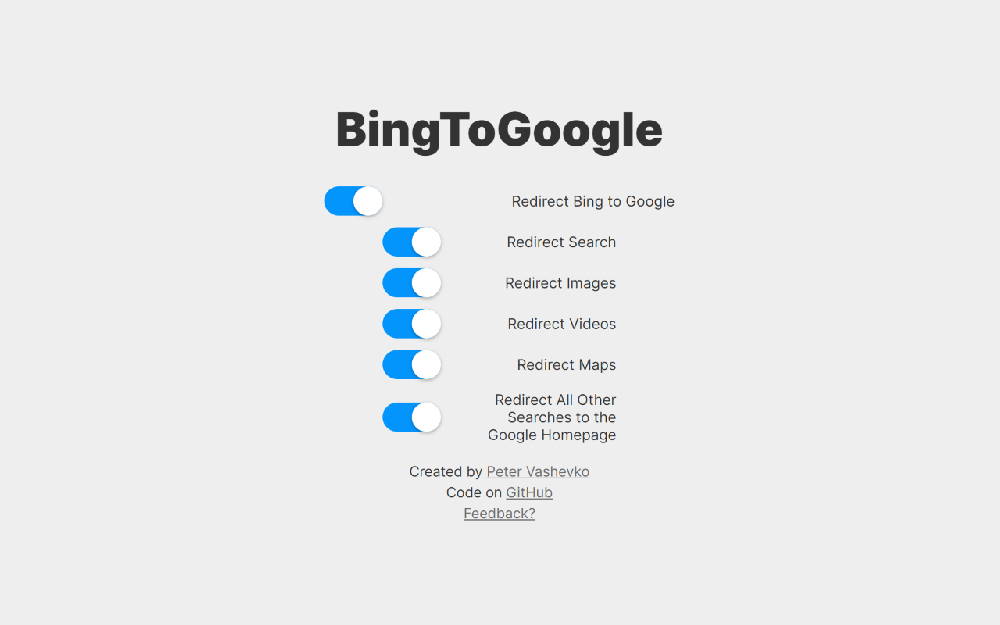 BingToGoogle
Redirect Bing to Google
Redirect Search
Redirect Images
Redirect Videos
Redirect Maps
Redirect All Other
Searches to the
Google Homepage
Created by Peter Vashevko
Code on GitHub
Feedback?